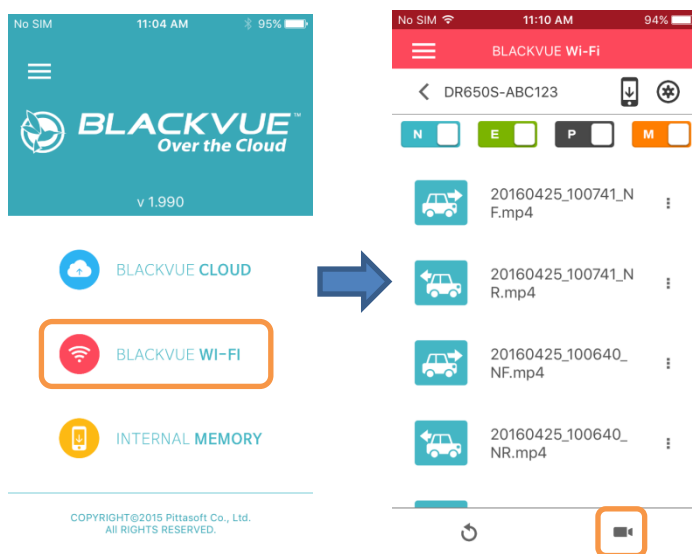 No SIM 11:04 AM 95%
BLACKVUE™
Over the Cloud
v 1.990
BLACKVUE CLOUD
BLACKVUE WI-FI
INTERNAL MEMORY
COPYRIGHT©2015 Pittasoft Co., Ltd.
All RIGHTS RESERVED.
No SIM 11:10 AM 94%
BLACKVUE Wi-Fi
DR650S-ABC123
N E P M
20160425_100741_N
F.mp4
20160425_100741_N
R.mp4
20160425_100640_
NF.mp4
20160425_100640_
NR.mp4